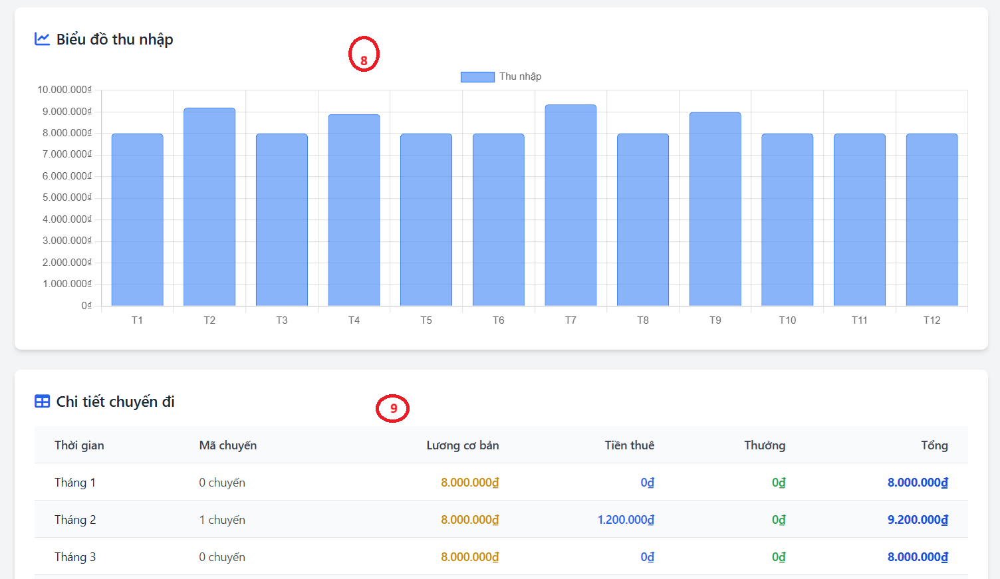 Biểu đồ thu nhập
8
Thu nhập
10.000.000₫
9.000.000₫
8.000.000₫
7.000.000₫
6.000.000₫
5.000.000₫
4.000.000₫
3.000.000₫
2.000.000₫
1.000.000₫
0₫
T1 T2 T3 T4 T5 T6 T7 T8 T9 T10 T11 T12
Chi tiết chuyến đi
9
Thời gian Mã chuyến Lương cơ bản Tiền thuê Thưởng Tổng
Tháng 1 0 chuyến 8.000.000₫ 0₫ 0₫ 8.000.000₫
Tháng 2 1 chuyến 8.000.000₫ 1.200.000₫ 0₫ 9.200.000₫
Tháng 3 0 chuyến 8.000.000₫ 0₫ 0₫ 8.000.000₫